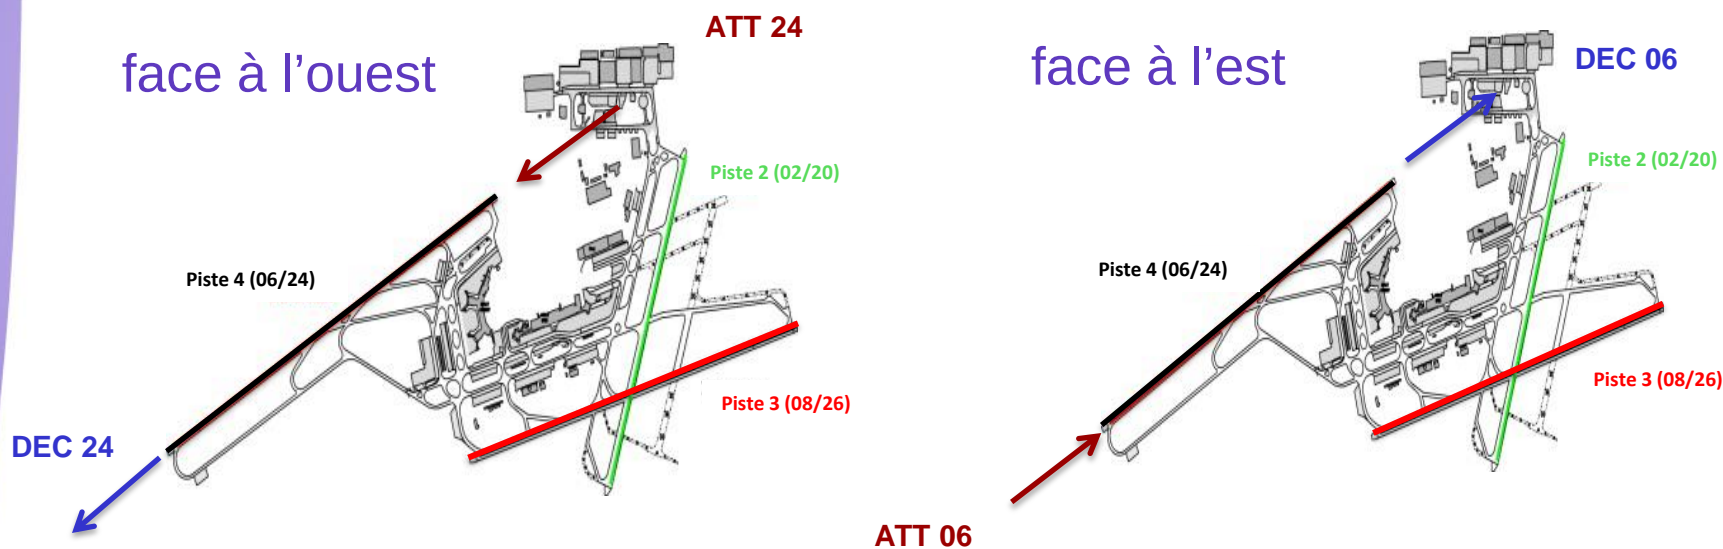 face à l'ouest
ATT 24
Piste 2 (02/20)
Piste 4 (06/24)
Piste 3 (08/26)
DEC 24
face à l'est
DEC 06
Piste 2 (02/20)
Piste 4 (06/24)
Piste 3 (08/26)
ATT 06